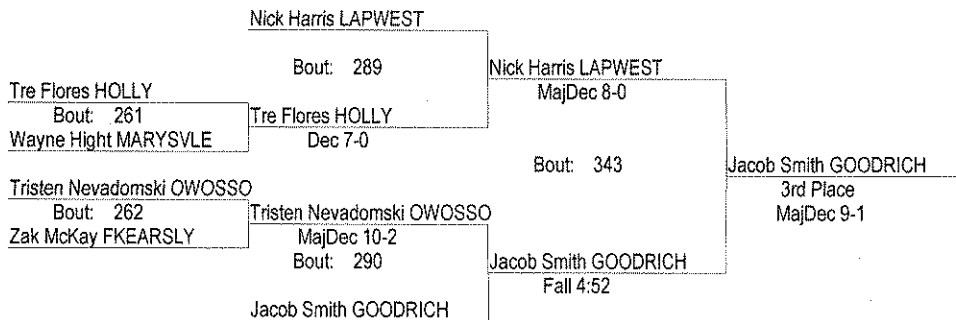 Nick Harris LAPWEST
Bout: 289
Nick Harris LAPWEST
MajDec 8-0
Tre Flores HOLLY
Bout: 261
Wayne Hight MARYSVLE
Tre Flores HOLLY
Dec 7-0
Bout: 343
Jacob Smith GOODRICH
3rd Place
MajDec 9-1
Tristen Nevadomski OWOSSO
Bout: 262
Zak McKay FKEARSLY
Tristen Nevadomski OWOSSO
MajDec 10-2
Bout: 290
Jacob Smith GOODRICH
Fall 4:52
Jacob Smith GOODRICH